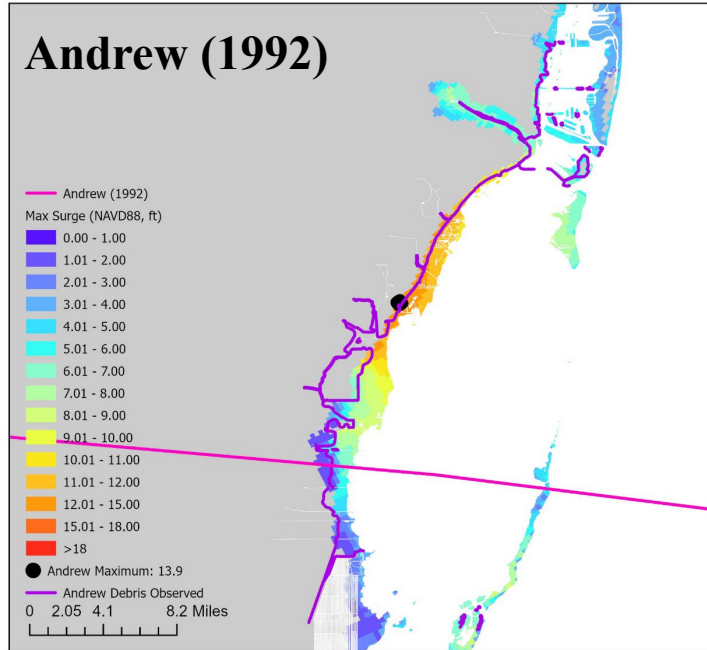 Andrew (1992)
Andrew (1992)
Max Surge (NAVD88, ft)
0.00 - 1.00
1.01 - 2.00
2.01 - 3.00
3.01 - 4.00
4.01 - 5.00
5.01 - 6.00
6.01 - 7.00
7.01 - 8.00
8.01 - 9.00
9.01 - 10.00
10.01 - 11.00
11.01 - 12.00
12.01 - 15.00
15.01 - 18.00
>18
Andrew Maximum: 13.9
Andrew Debris Observed
0 2.05 4.1 8.2 Miles